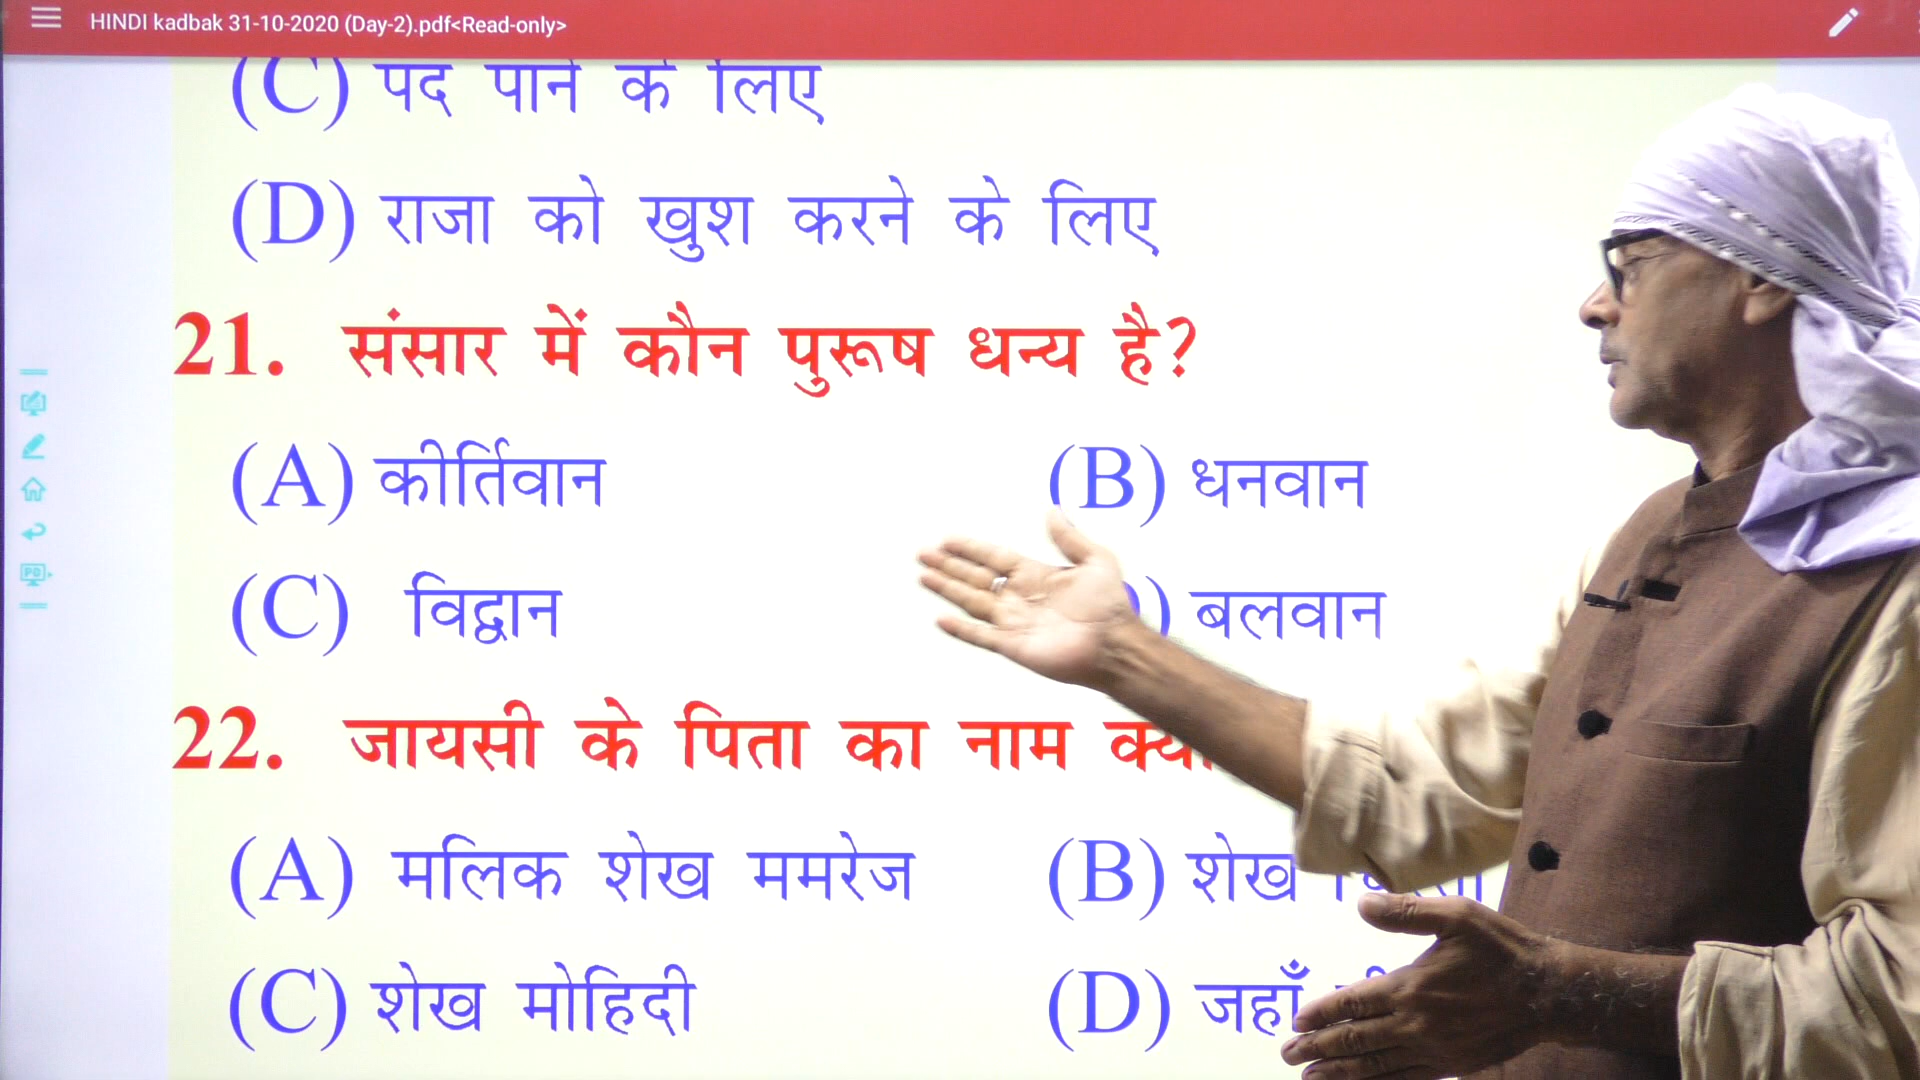 HINDI kadbak 31-10-2020 (Day-2).pdf<Read-only>
(C) पद पाने के लिए
(D) राजा को खुश करने के लिए
21. संसार में कौन पुरूष धन्य है?
(A) कीर्तिवान (B) धनवान
(C) विद्वान बलवान
22. जायसी के पिता का नाम क्या
(A) मलिक शेख ममरेज (B) शेख
(C) शेख मोहिदी (D) जहाँ